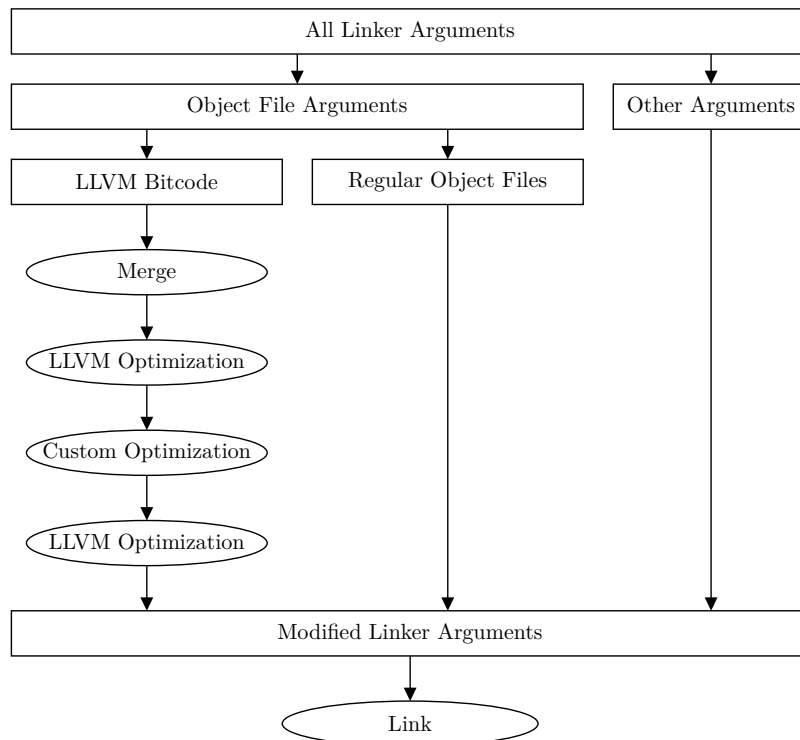 All Linker Arguments
Object File Arguments
Other Arguments
LLVM Bitcode
Regular Object Files
Merge
LLVM Optimization
Custom Optimization
LLVM Optimization
Modified Linker Arguments
Link